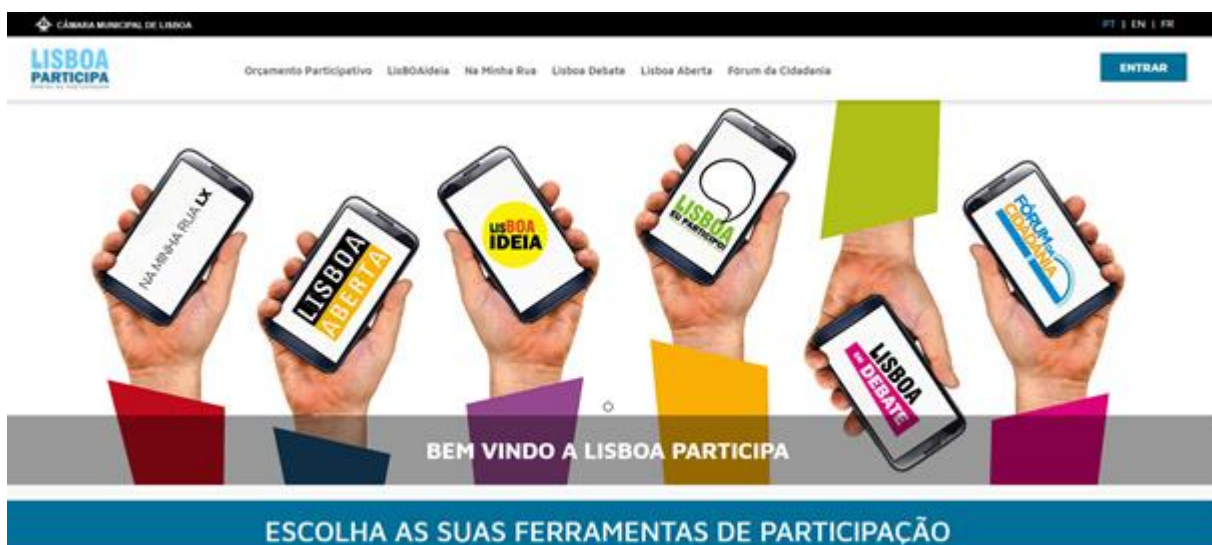 CÂMARA MUNICIPAL DE LISBOA
PT | EN | FR
LISBOA
PARTICIPA
Orçamento Participativo LisBOAideia Na Minha Rua Lisboa Debate Lisboa Aberta Fórum da Cidadania
ENTRAR
NA MINHA RUA LX
LISBOA
ABERTA
LISBOA
IDEIA
LISBOA
EU PARTICIPO!
LISBOA
EM DEBATE
FÓRUM DA
CIDADANIA
BEM VINDO A LISBOA PARTICIPA
ESCOLHA AS SUAS FERRAMENTAS DE PARTICIPAÇÃO